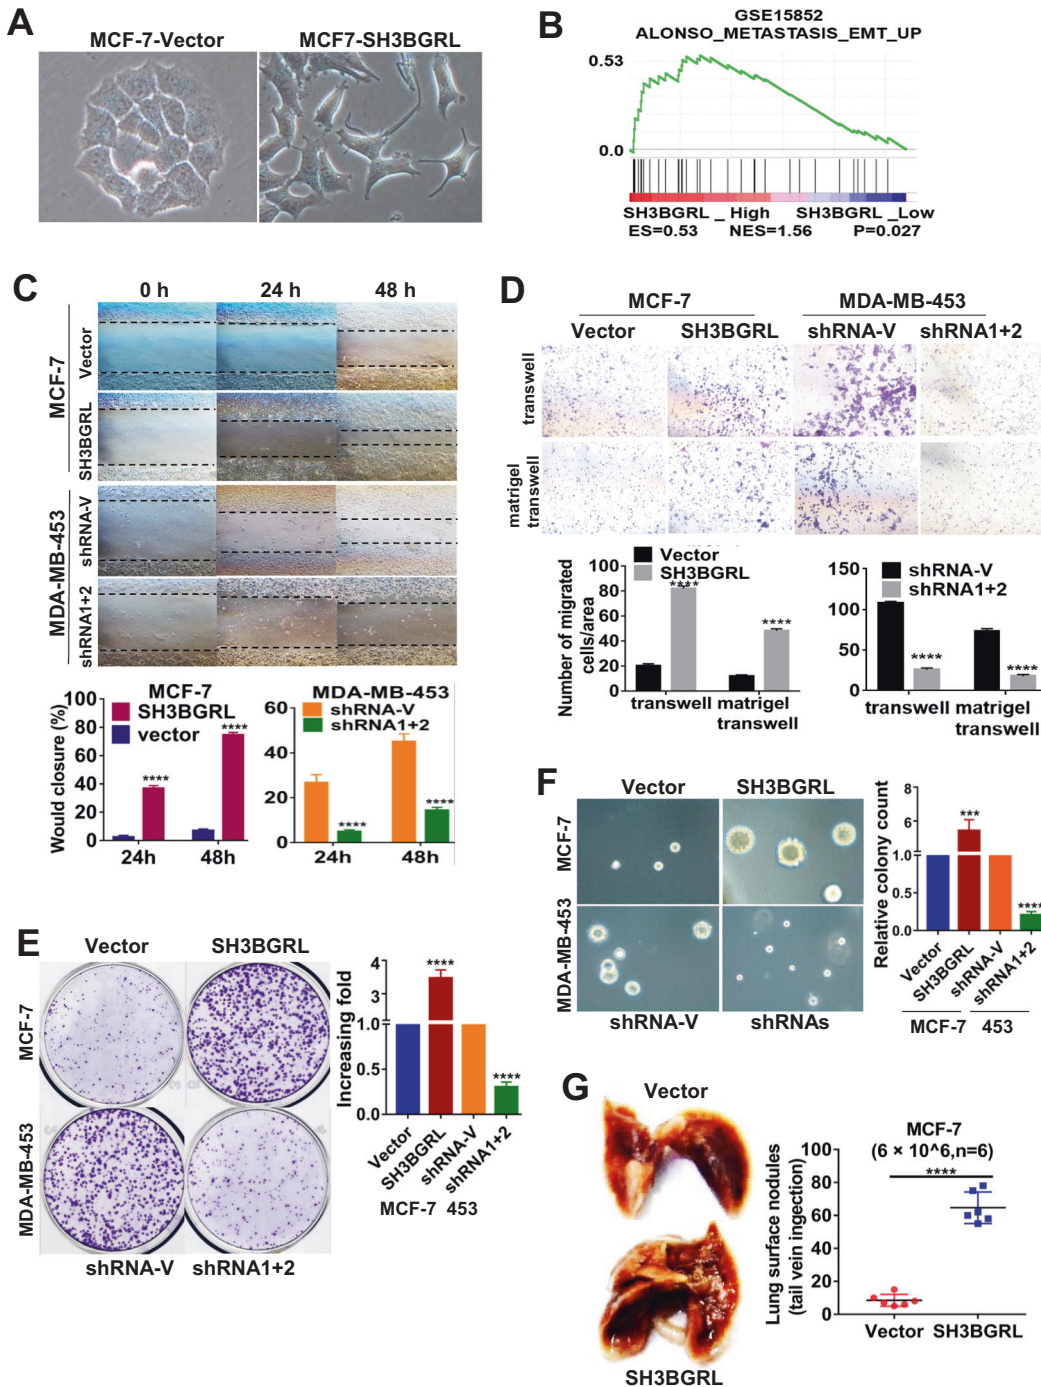 A
MCF-7-Vector
MCF7-SH3BGRL
B
GSE15852
ALONSO_METASTASIS_EMT_UP
0.53
0.0
SH3BGRL _ High
SH3BGRL _Low
ES=0.53
NES=1.56
P=0.027
C
0 h
24 h
48 h
MCF-7
Vector
SH3BGRL
MDA-MB-453
shRNA-V
shRNA1+2
MCF-7
SH3BGRL
vector
Would closure (%)
100
80
60
40
20
0
****
****
24h
48h
MDA-MB-453
shRNA-V
shRNA1+2
60
40
20
0
****
****
24h
48h
D
MCF-7
MDA-MB-453
Vector
SH3BGRL
shRNA-V
shRNA1+2
transwell
matrigel
transwell
Vector
SH3BGRL
Number of migrated
cells/area
100
80
60
40
20
0
****
****
transwell
matrigel
transwell
shRNA-V
shRNA1+2
150
100
50
0
****
****
transwell
matrigel
transwell
E
Vector
SH3BGRL
MCF-7
MDA-MB-453
shRNA-V
shRNA1+2
Increasing fold
4
3
2
1.0
0.5
0.0
****
****
Vector
SH3BGRL
shRNA-V
shRNA1+2
MCF-7
453
F
Vector
SH3BGRL
MCF-7
MDA-MB-453
shRNA-V
shRNAs
Relative colony count
8
6
1.0
0.5
0.0
***
****
Vector
SH3BGRL
shRNA-V
shRNA1+2
MCF-7
453
G
Vector
SH3BGRL
MCF-7
(6 × 10^6,n=6)
****
Lung surface nodules
(tail vein injection)
100
80
60
40
20
0
Vector
SH3BGRL